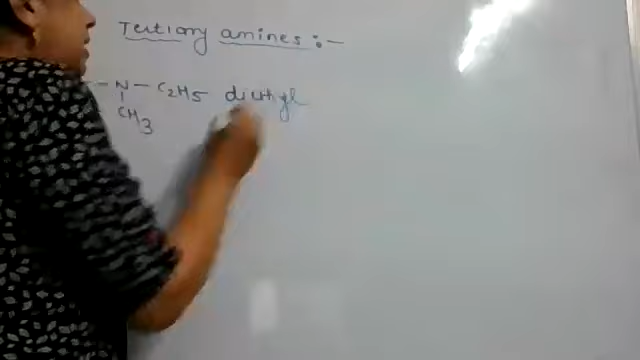 Tertiary amines :-
- N - C2H5 diethyl
CH3